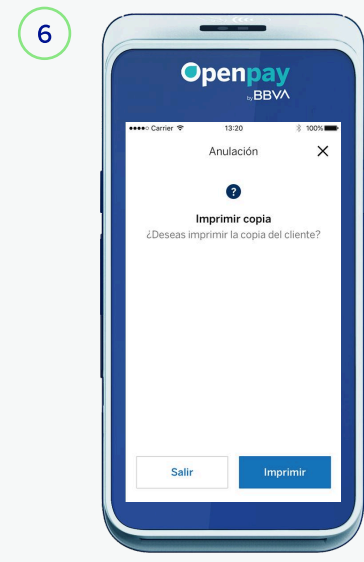 6
Openpay
by BBVA
Carrier 13:20 100%
Anulación
Imprimir copia
¿Deseas imprimir la copia del cliente?
Salir Imprimir